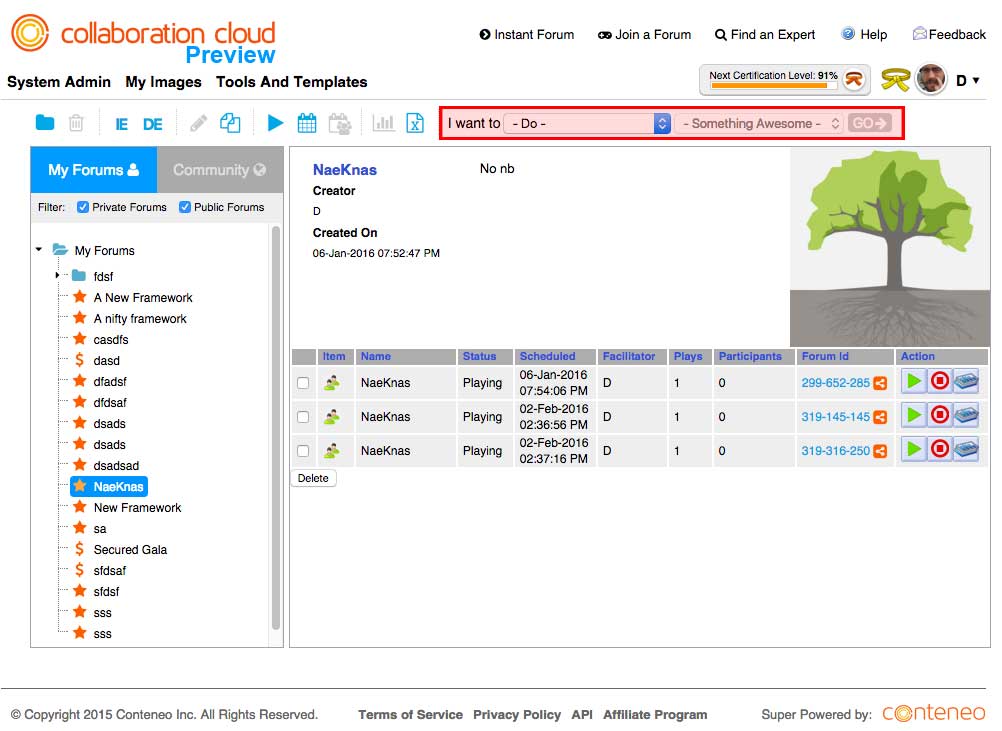 collaboration cloud
Preview
Instant Forum Join a Forum Find an Expert Help Feedback
System Admin My Images Tools And Templates
Next Certification Level: 91%
D
IE DE
I want to - Do - - Something Awesome - GO
My Forums Community
Filter: Private Forums Public Forums
My Forums
fdsf
A New Framework
A nifty framework
casdfs
dasd
dfadsf
dfdsaf
dsads
dsads
dsadsad
NaeKnas
New Framework
sa
Secured Gala
sfdsaf
sfdsf
sss
sss
NaeKnas
No nb
Creator
D
Created On
06-Jan-2016 07:52:47 PM
Item Name Status Scheduled Facilitator Plays Participants Forum Id Action
NaeKnas Playing 06-Jan-2016 07:54:06 PM D 1 0 299-652-285
NaeKnas Playing 02-Feb-2016 02:36:56 PM D 1 0 319-145-145
NaeKnas Playing 02-Feb-2016 02:37:16 PM D 1 0 319-316-250
Delete
© Copyright 2015 Conteneo Inc. All Rights Reserved. Terms of Service Privacy Policy API Affiliate Program Super Powered by: conteneo